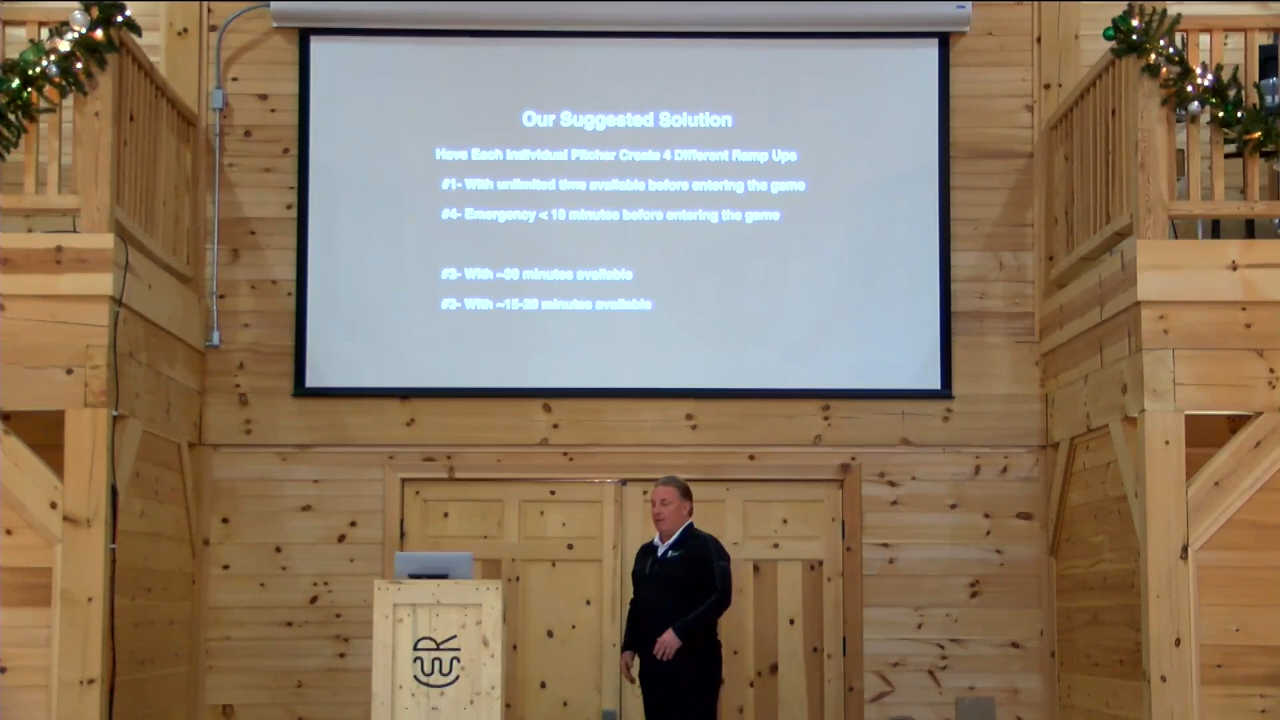 Our Suggested Solution
Have Each Individual Pitcher Create 4 Different Ramp Ups
#1- With unlimited time available before entering the game
#4- Emergency < 10 minutes before entering the game
#2- With ~30 minutes available
#3- With ~15-20 minutes available